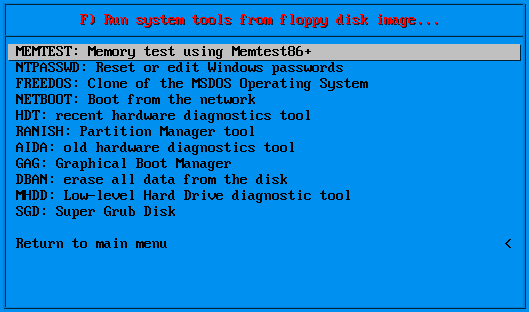 F) Run system tools from floppy disk image...
MEMTEST: Memory test using Memtest86+
NTPASSWD: Reset or edit Windows passwords
FREEDOS: Clone of the MSDOS Operating System
NETBOOT: Boot from the network
HDT: recent hardware diagnostics tool
RANISH: Partition Manager tool
AIDA: old hardware diagnostics tool
GAG: Graphical Boot Manager
DBAN: erase all data from the disk
MHDD: Low-level Hard Drive diagnostic tool
SGD: Super Grub Disk
Return to main menu <